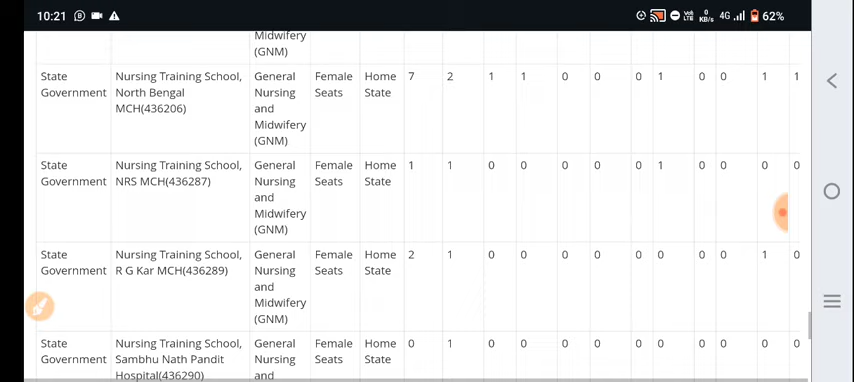 10:21 0 KB/s 4G 62%
Midwifery
(GNM)
State Government Nursing Training School, North Bengal MCH(436206) General Nursing and Midwifery (GNM) Female Seats Home State 7 2 1 1 0 0 0 1 0 0 1 1
State Government Nursing Training School, NRS MCH(436287) General Nursing and Midwifery (GNM) Female Seats Home State 1 1 0 0 0 0 0 1 0 0 0 0
State Government Nursing Training School, R G Kar MCH(436289) General Nursing and Midwifery (GNM) Female Seats Home State 2 1 0 0 0 0 0 0 0 0 1 0
State Government Nursing Training School, Sambhu Nath Pandit Hospital(436290) General Nursing and Female Seats Home State 0 1 0 0 0 0 0 0 0 0 0 0